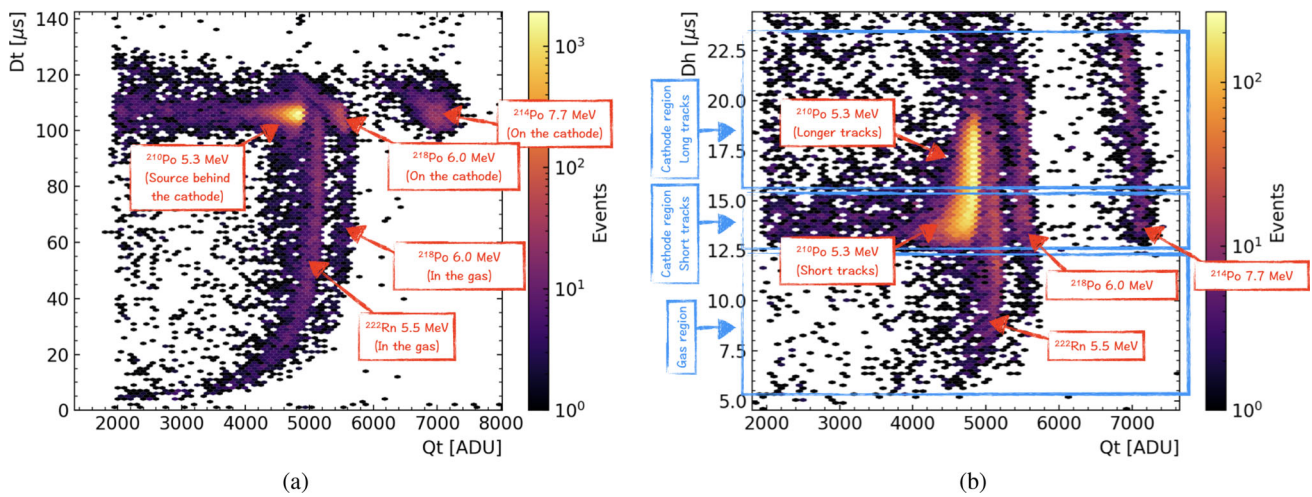 Dt [µs]
140
120
100
80
60
40
20
0
2000 3000 4000 5000 6000 7000 8000
Qt [ADU]
²¹⁰Po 5.3 MeV
(Source behind
the cathode)
²¹⁴Po 7.7 MeV
(On the cathode)
²¹⁸Po 6.0 MeV
(On the cathode)
²¹⁸Po 6.0 MeV
(In the gas)
²²²Rn 5.5 MeV
(In the gas)
10³
10²
10¹
10⁰
Events
(a)
Dh [µs]
22.5
20.0
17.5
15.0
12.5
10.0
7.5
5.0
2000 3000 4000 5000 6000 7000
Qt [ADU]
Cathode region
Long tracks
Cathode region
Short tracks
Gas region
²¹⁰Po 5.3 MeV
(Longer tracks)
²¹⁰Po 5.3 MeV
(Short tracks)
²¹⁸Po 6.0 MeV
²¹⁴Po 7.7 MeV
²²²Rn 5.5 MeV
10²
10¹
10⁰
Events
(b)